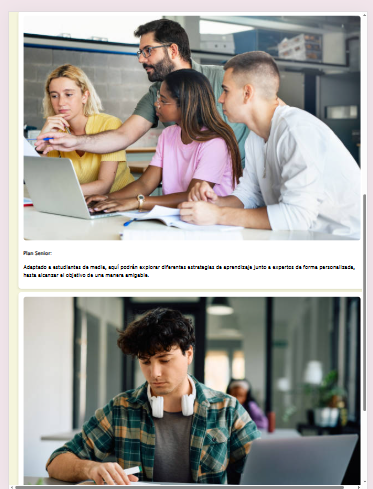 Plan Senior:
Adaptado a estudiantes de media, aquí podrán explorar diferentes estrategias de aprendizaje junto a expertos de forma personalizada,
hasta alcanzar el objetivo de una manera amigable.